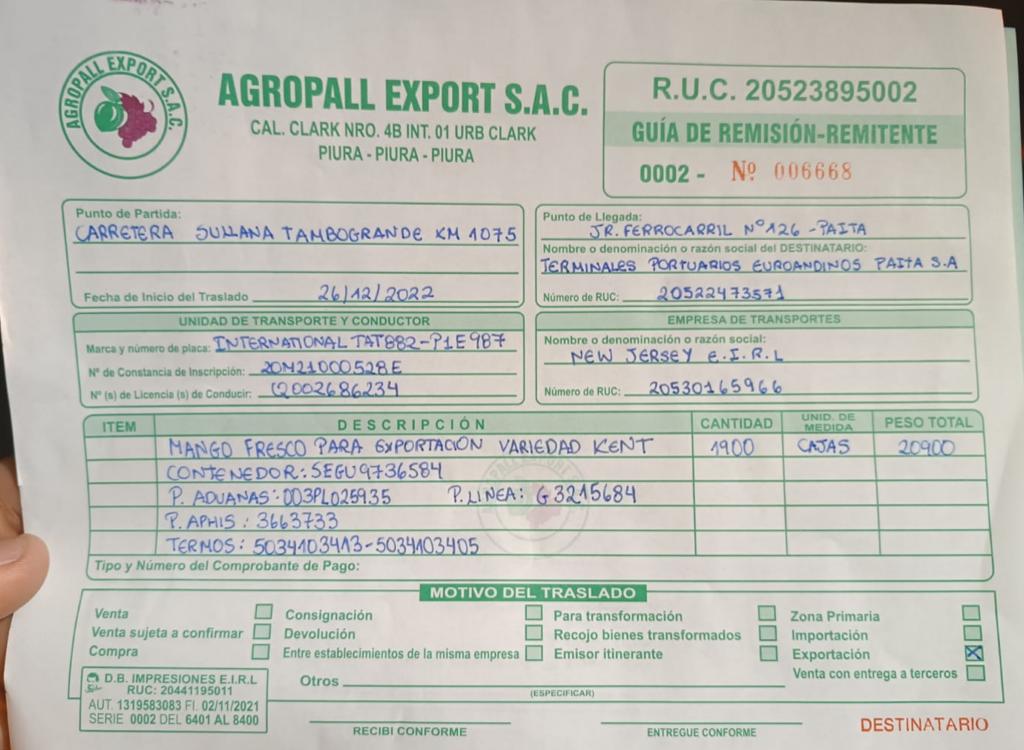 AGROPALL EXPORT S.A.C.
AGROPALL EXPORT S.A.C.
CAL. CLARK NRO. 4B INT. 01 URB CLARK
PIURA - PIURA - PIURA
R.U.C. 20523895002
GUÍA DE REMISIÓN-REMITENTE
0002 - Nº 006668
Punto de Partida:
CARRETERA SULLANA TAMBOGRANDE KM 1075
Fecha de Inicio del Traslado 26/12/2022
Punto de Llegada:
JR. FERROCARRIL Nº126 - PAITA
Nombre o denominación o razón social del DESTINATARIO:
TERMINALES PORTUARIOS EUROANDINOS PAITA S.A
Número de RUC: 20522473571
UNIDAD DE TRANSPORTE Y CONDUCTOR
Marca y número de placa: INTERNATIONAL TAT882-P1E987
Nº de Constancia de Inscripción: 20M21000528E
Nº (s) de Licencia (s) de Conducir: Q002686234
EMPRESA DE TRANSPORTES
Nombre o denominación o razón social:
NEW JERSEY E.I.R.L
Número de RUC: 20530165966
ITEM DESCRIPCIÓN CANTIDAD UNID. DE MEDIDA PESO TOTAL
MANGO FRESCO PARA EXPORTACIÓN VARIEDAD KENT 1900 CAJAS 20900
CONTENEDOR: SEGU9736584
P. ADUANAS: 003PL025935 P. LINEA: G3215684
P. APHIS : 3663733
TERMOS: 5034103413-5034103405
Tipo y Número del Comprobante de Pago:
MOTIVO DEL TRASLADO
Venta
Venta sujeta a confirmar
Compra
Consignación
Devolución
Entre establecimientos de la misma empresa
Para transformación
Recojo bienes transformados
Emisor itinerante
Zona Primaria
Importación
Exportación X
Venta con entrega a terceros
Otros
(ESPECIFICAR)
D.B. IMPRESIONES E.I.R.L
RUC: 20441195011
AUT. 1319583083 FI. 02/11/2021
SERIE 0002 DEL 6401 AL 8400
RECIBI CONFORME
ENTREGUE CONFORME
DESTINATARIO